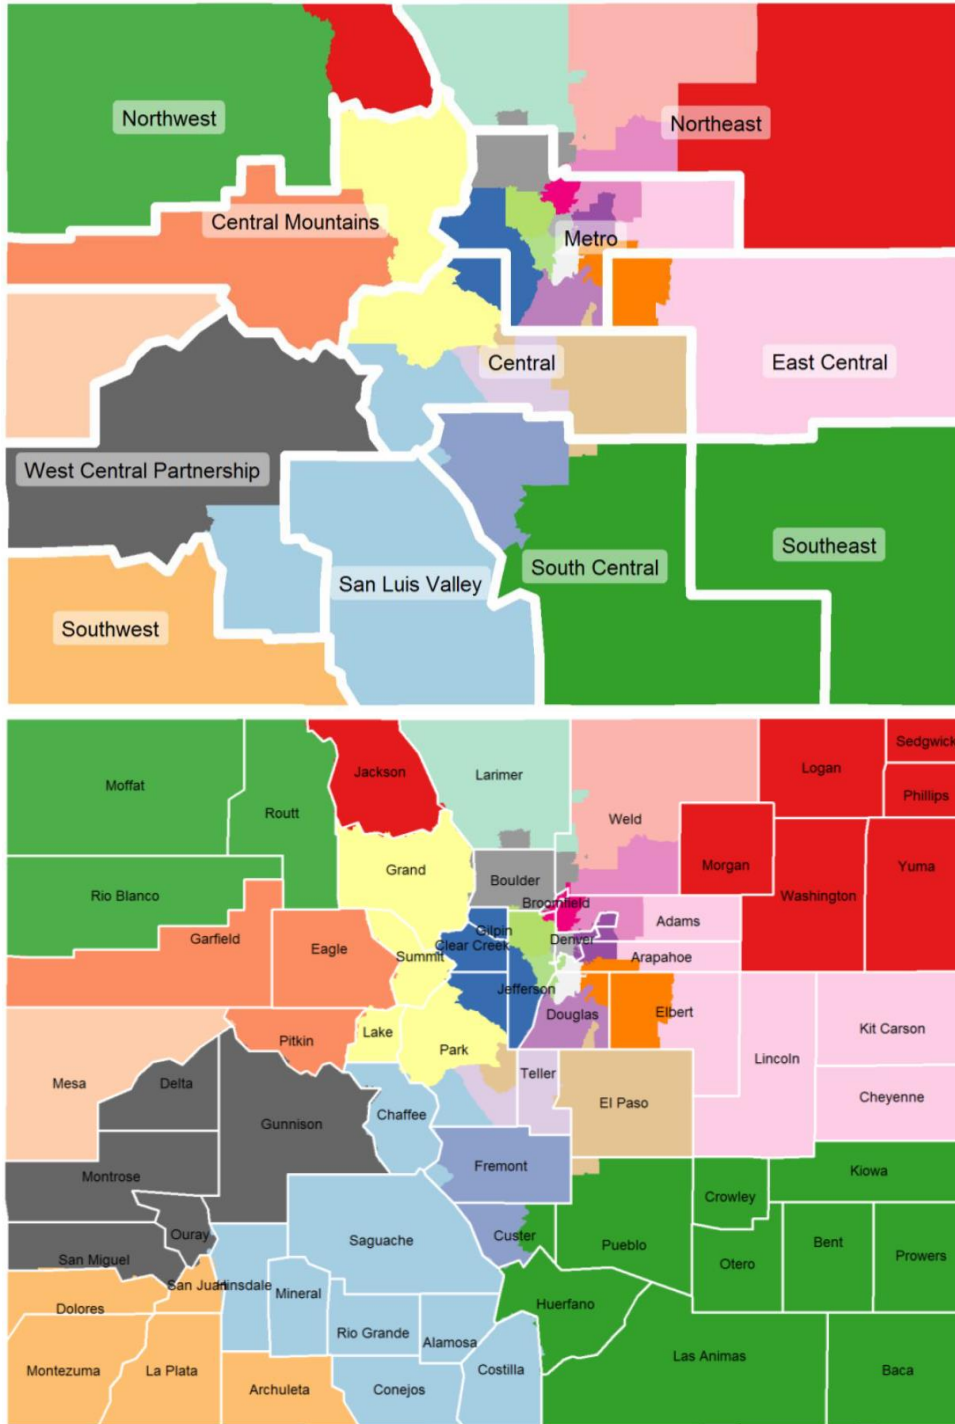 Northwest
Northeast
Central Mountains
Metro
Central
East Central
West Central Partnership
Southeast
South Central
San Luis Valley
Southwest
Sedgwick
Logan
Jackson
Larimer
Moffat
Phillips
Routt
Weld
Morgan
Yuma
Grand
Boulder
Rio Blanco
Washington
Broomfield
Adams
Gilpin
Garfield
Denver
Clear Creek
Eagle
Summit
Arapahoe
Jefferson
Douglas
Elbert
Kit Carson
Lake
Pitkin
Park
Lincoln
Teller
Mesa
Delta
Cheyenne
El Paso
Chaffee
Gunnison
Fremont
Kiowa
Montrose
Crowley
Ouray
Custer
Saguache
Bent
Pueblo
Prowers
San Miguel
Otero
San Juan
Hinsdale
Mineral
Huerfano
Dolores
Rio Grande
Alamosa
Las Animas
Montezuma
La Plata
Costilla
Baca
Archuleta
Conejos